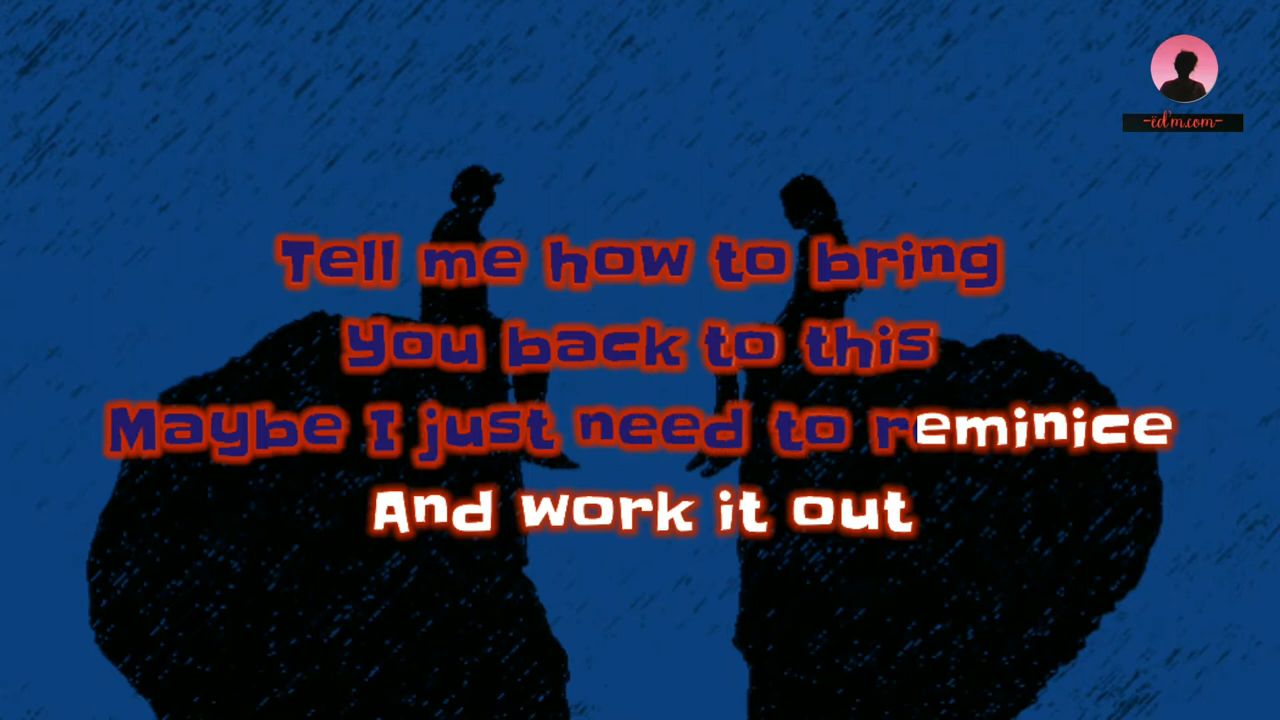 -ëd'm.com-
Tell me how to bring
You back to this
Maybe I just need to reminice
And work it out